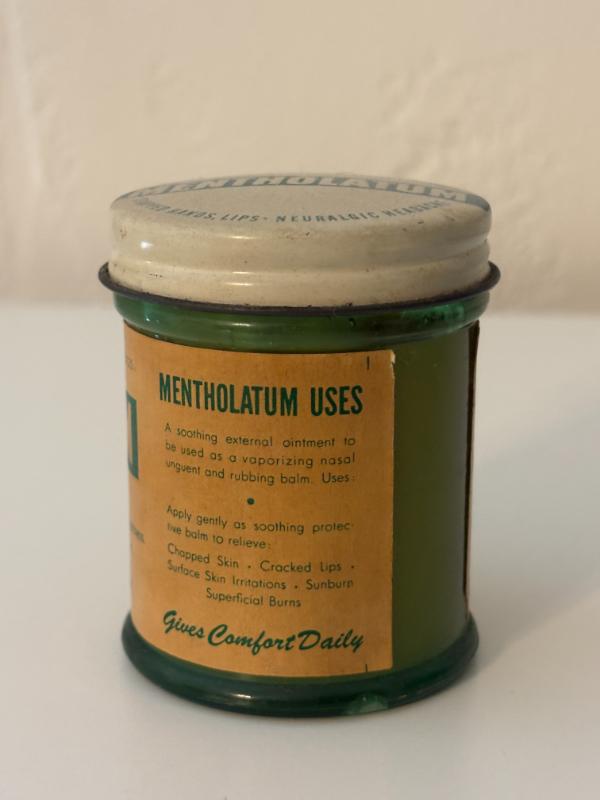 MENTHOLATUM
HANDS, LIPS · NEURALGIC HEADACHE
MENTHOLATUM USES
A soothing external ointment to
be used as a vaporizing nasal
unguent and rubbing balm. Uses:
Apply gently as soothing protec-
tive balm to relieve:
Chapped Skin • Cracked Lips •
Surface Skin Irritations • Sunburn
Superficial Burns
Gives Comfort Daily